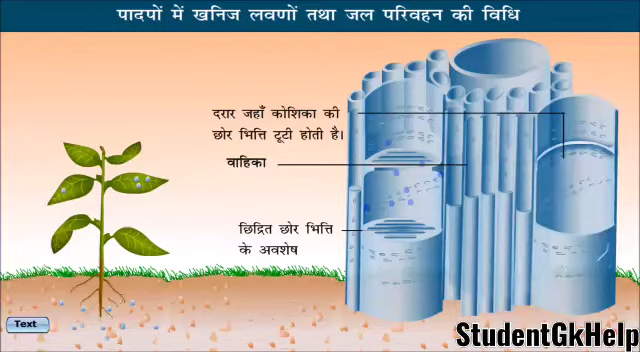 पादपों में खनिज लवणों तथा जल परिवहन की विधि
दरार जहाँ कोशिका की
छोर भित्ति टूटी होती है।
वाहिका
छिद्रित छोर भित्ति
के अवशेष
Text
StudentGkHelp